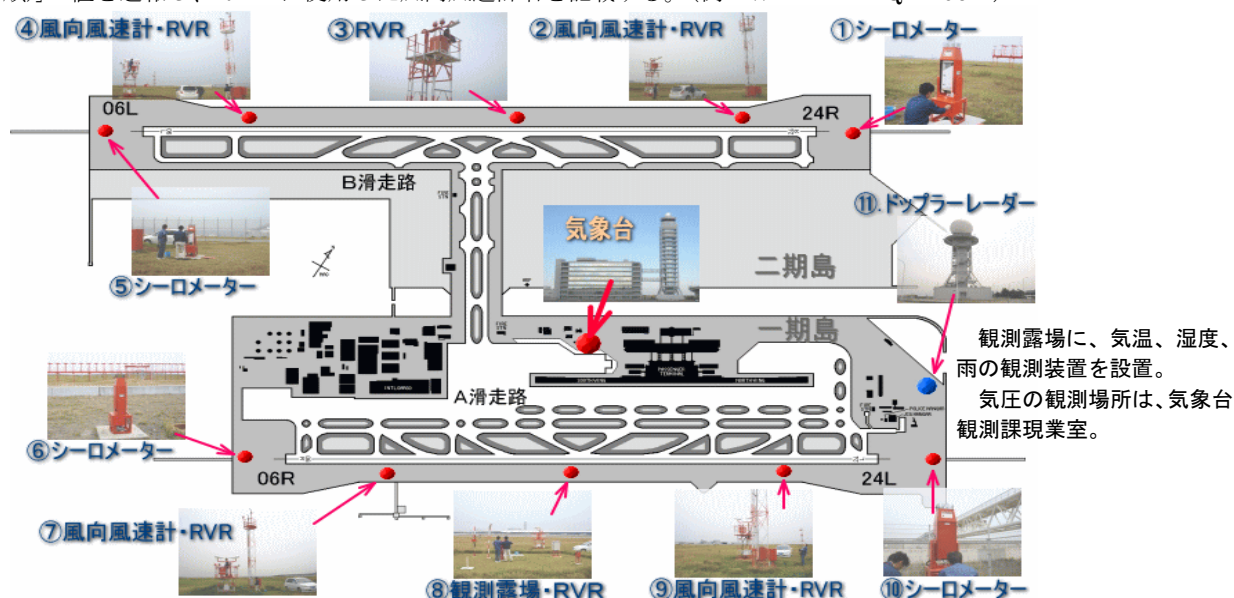 ④風向風速計・RVR
③RVR
②風向風速計・RVR
①シーロメーター
06L
24R
B滑走路
⑪.ドップラーレーダー
気象台
⑤シーロメーター
二期島
一期島
観測露場に、気温、湿度、
雨の観測装置を設置。
気圧の観測場所は、気象台
観測課現業室。
A滑走路
⑥シーロメーター
06R
24L
⑦風向風速計・RVR
⑧観測露場・RVR
⑨風向風速計・RVR
⑩シーロメーター